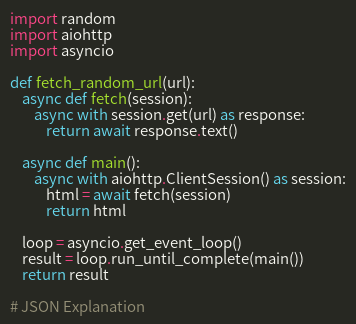 import random
import aiohttp
import asyncio

def fetch_random_url(url):
    async def fetch(session):
        async with session.get(url) as response:
            return await response.text()

    async def main():
        async with aiohttp.ClientSession() as session:
            html = await fetch(session)
            return html

    loop = asyncio.get_event_loop()
    result = loop.run_until_complete(main())
    return result

# JSON Explanation